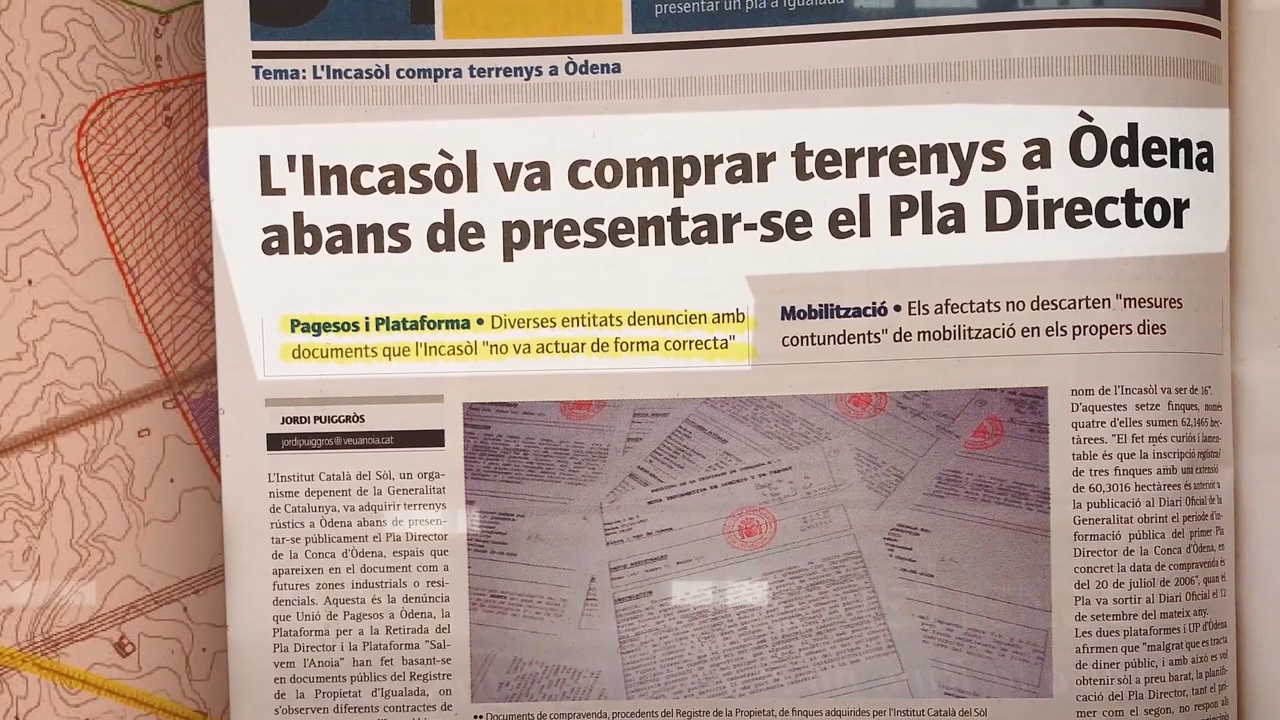 presentar un pla a Igualada
Tema: L'Incasòl compra terrenys a Òdena
L'Incasòl va comprar terrenys a Òdena
abans de presentar-se el Pla Director
Pagesos i Plataforma • Diverses entitats denuncien amb
documents que l'Incasòl "no va actuar de forma correcta"
Mobilització • Els afectats no descarten "mesures
contundents" de mobilització en els propers dies
JORDI PUIGGRÒS
jordipuiggros@veuanoia.cat
L'Institut Català del Sòl, un orga-
nisme depenent de la Generalitat
de Catalunya, va adquirir terrenys
rústics a Òdena abans de presen-
tar-se públicament el Pla Director
de la Conca d'Òdena, espais que
apareixen en el document com a
futures zones industrials o resi-
dencials. Aquesta és la denúncia
que Unió de Pagesos a Òdena, la
Plataforma per a la Retirada del
Pla Director i la Plataforma "Sal-
vem l'Anoia" han fet basant-se
en documents públics del Registre
de la Propietat d'Igualada, on
s'observen diferents contractes de
nom de l'Incasòl va ser de 16".
D'aquestes setze finques, només
quatre d'elles sumen 62,1465 hec-
tàrees. "El fet més curiós i lamen-
table és que la inscripció registral
de tres finques amb una extensió
de 60,3016 hectàrees és anterior a
la publicació al Diari Oficial de la
Generalitat obrint el període d'in-
formació pública del primer Pla
Director de la Conca d'Òdena, en
concret la data de compravenda és
del 20 de juliol de 2006", quan el
Pla va sortir al Diari Oficial el 12
de setembre del mateix any.
Les dues plataformes i UP d'Òdena
afirmen que "malgrat que es tracta
de diner públic, i amb això es vol
obtenir sòl a preu barat, la planifi-
cació del Pla Director, tant el pri-
mer com el segon, no respon als
•• Documents de compravenda, procedents del Registre de la Propietat, de finques adquirides per l'Institut Català del Sòl